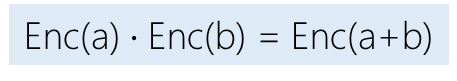 Enc(a) · Enc(b) = Enc(a+b)